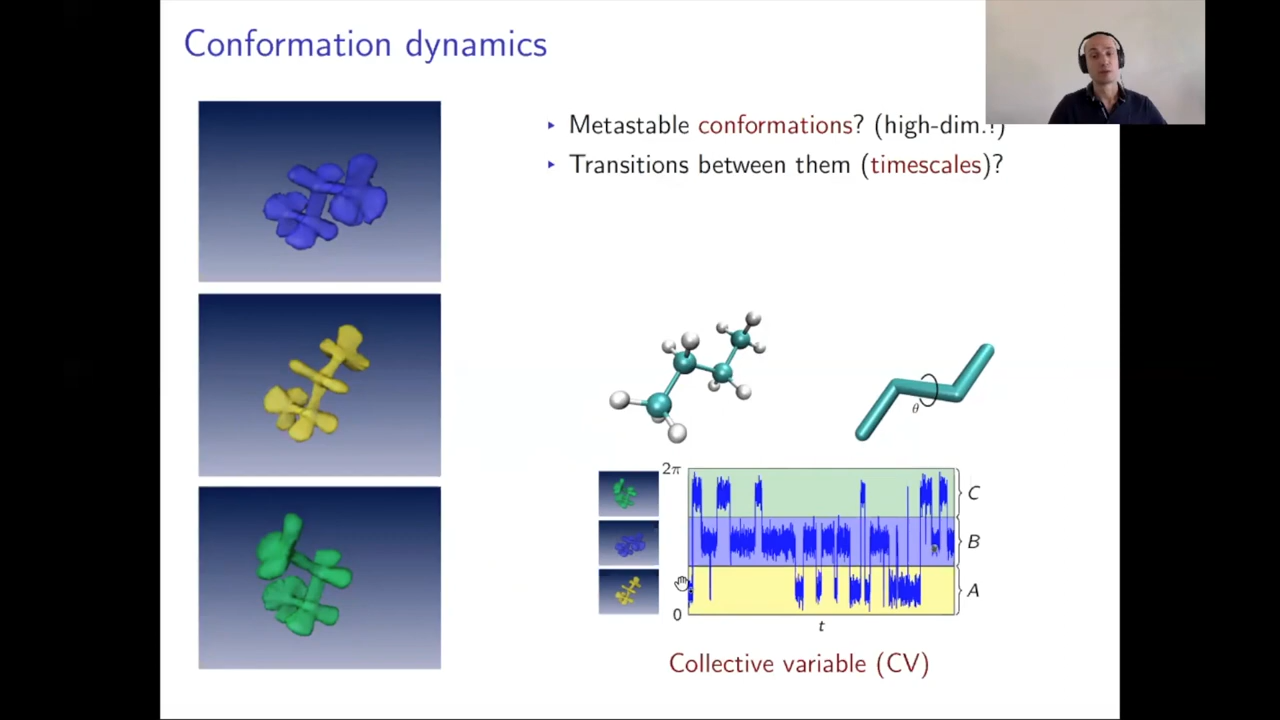 Conformation dynamics
‣ Metastable conformations? (high-dim.!)
‣ Transitions between them (timescales)?
θ
2π
C
B
A
0
t
Collective variable (CV)